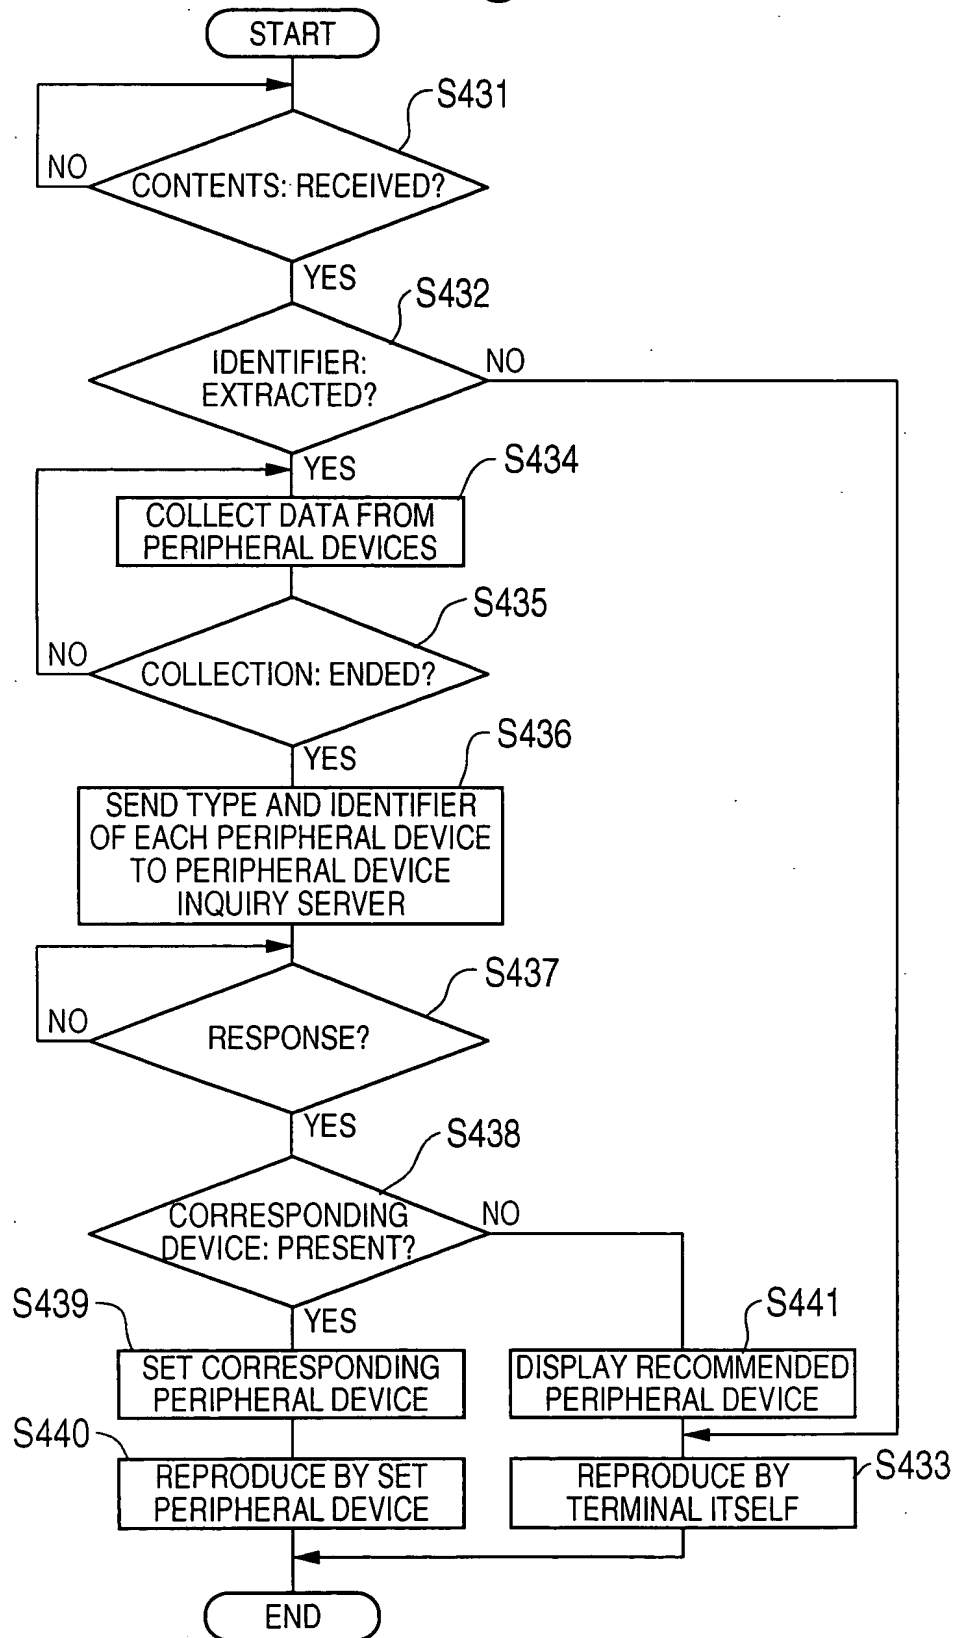 START
S431
NO
CONTENTS: RECEIVED?
YES
S432
IDENTIFIER:
EXTRACTED?
NO
YES
S434
COLLECT DATA FROM
PERIPHERAL DEVICES
S435
NO
COLLECTION: ENDED?
YES
S436
SEND TYPE AND IDENTIFIER
OF EACH PERIPHERAL DEVICE
TO PERIPHERAL DEVICE
INQUIRY SERVER
S437
NO
RESPONSE?
YES
S438
CORRESPONDING
DEVICE: PRESENT?
NO
YES
S439
SET CORRESPONDING
PERIPHERAL DEVICE
S441
DISPLAY RECOMMENDED
PERIPHERAL DEVICE
S440
REPRODUCE BY SET
PERIPHERAL DEVICE
S433
REPRODUCE BY
TERMINAL ITSELF
END